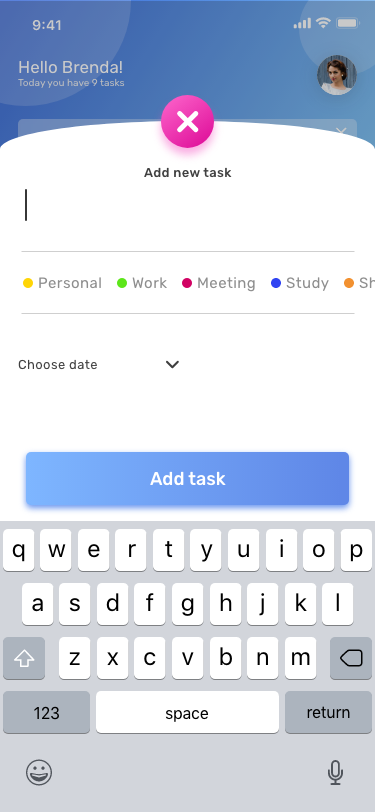 9:41
Hello Brenda!
Today you have 9 tasks
Add new task
Personal Work Meeting Study Sh
Choose date
Add task
q w e r t y u i o p
a s d f g h j k l
z x c v b n m
123 space return